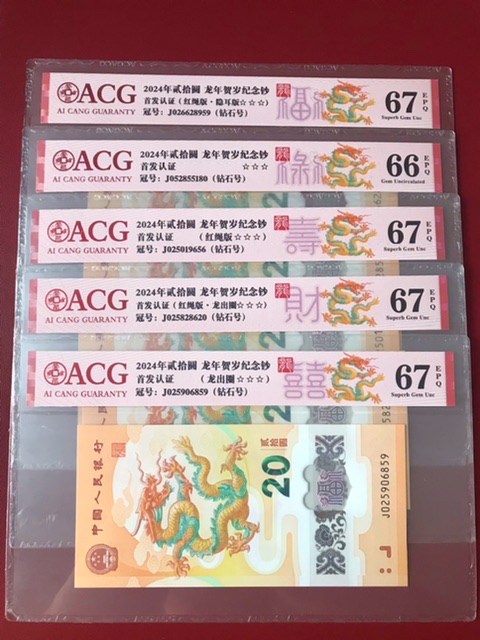 ACG
AI CANG GUARANTY
2024年贰拾圆 龙年贺岁纪念钞
首发认证(红绳版·隐耳版☆☆☆)
冠号:J026628959(钻石号)
福
67
EPQ
Superb Gem Unc
ACG
AI CANG GUARANTY
2024年贰拾圆 龙年贺岁纪念钞
首发认证 ☆☆☆
冠号:J052855180(钻石号)
禄
66
EPQ
Gem Uncirculated
ACG
AI CANG GUARANTY
2024年贰拾圆 龙年贺岁纪念钞
首发认证 (红绳版☆☆☆)
冠号:J025019656(钻石号)
壽
67
EPQ
Superb Gem Unc
ACG
AI CANG GUARANTY
2024年贰拾圆 龙年贺岁纪念钞
首发认证(红绳版·龙出圈☆☆☆)
冠号:J025828620(钻石号)
財
67
EPQ
Superb Gem Unc
ACG
AI CANG GUARANTY
2024年贰拾圆 龙年贺岁纪念钞
首发认证 (龙出圈☆☆☆)
冠号:J025906859(钻石号)
囍
67
EPQ
Superb Gem Unc
中国人民银行
20
贰拾圆
福
J025906859